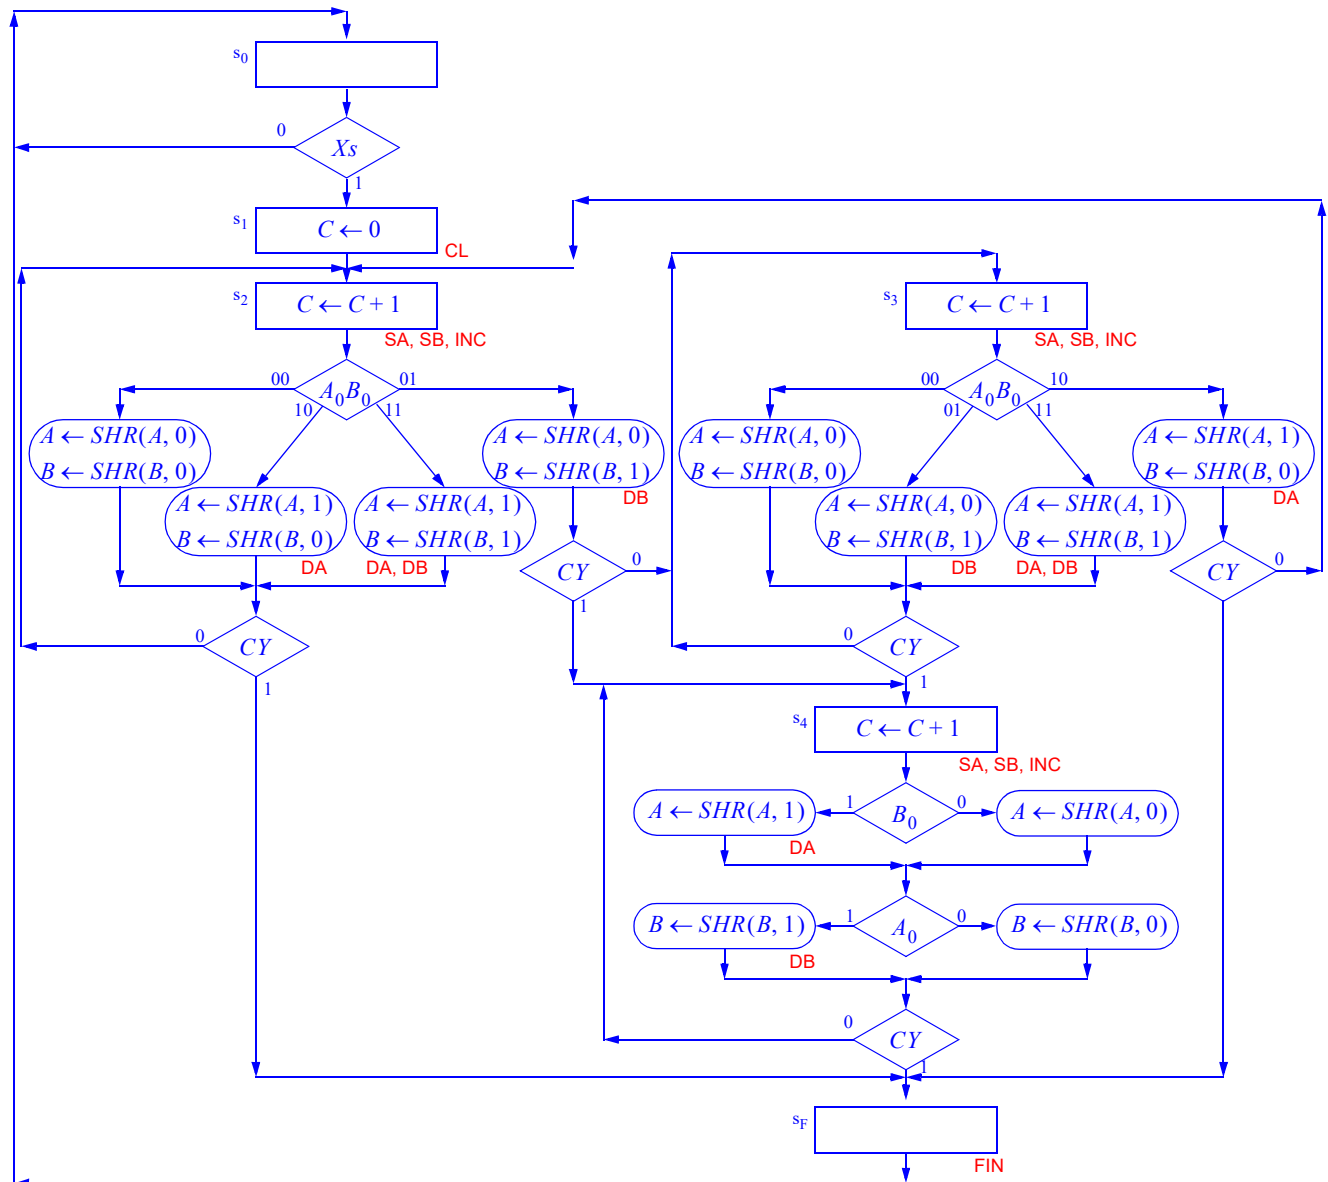 s0
0
Xs
1
s1
C ← 0
CL
s2
C ← C + 1
SA, SB, INC
s3
C ← C + 1
SA, SB, INC
00
A0B0
01
10
11
00
A0B0
10
01
11
A ← SHR(A, 0)
B ← SHR(B, 0)
A ← SHR(A, 1)
B ← SHR(B, 0)
DA
A ← SHR(A, 1)
B ← SHR(B, 1)
DA, DB
A ← SHR(A, 0)
B ← SHR(B, 1)
DB
A ← SHR(A, 0)
B ← SHR(B, 0)
A ← SHR(A, 0)
B ← SHR(B, 1)
DB
A ← SHR(A, 1)
B ← SHR(B, 1)
DA, DB
A ← SHR(A, 1)
B ← SHR(B, 0)
DA
CY
0
1
CY
0
1
CY
0
CY
0
1
s4
C ← C + 1
SA, SB, INC
A ← SHR(A, 1)
DA
1
B0
0
A ← SHR(A, 0)
B ← SHR(B, 1)
DB
1
A0
0
B ← SHR(B, 0)
0
CY
1
sF
FIN